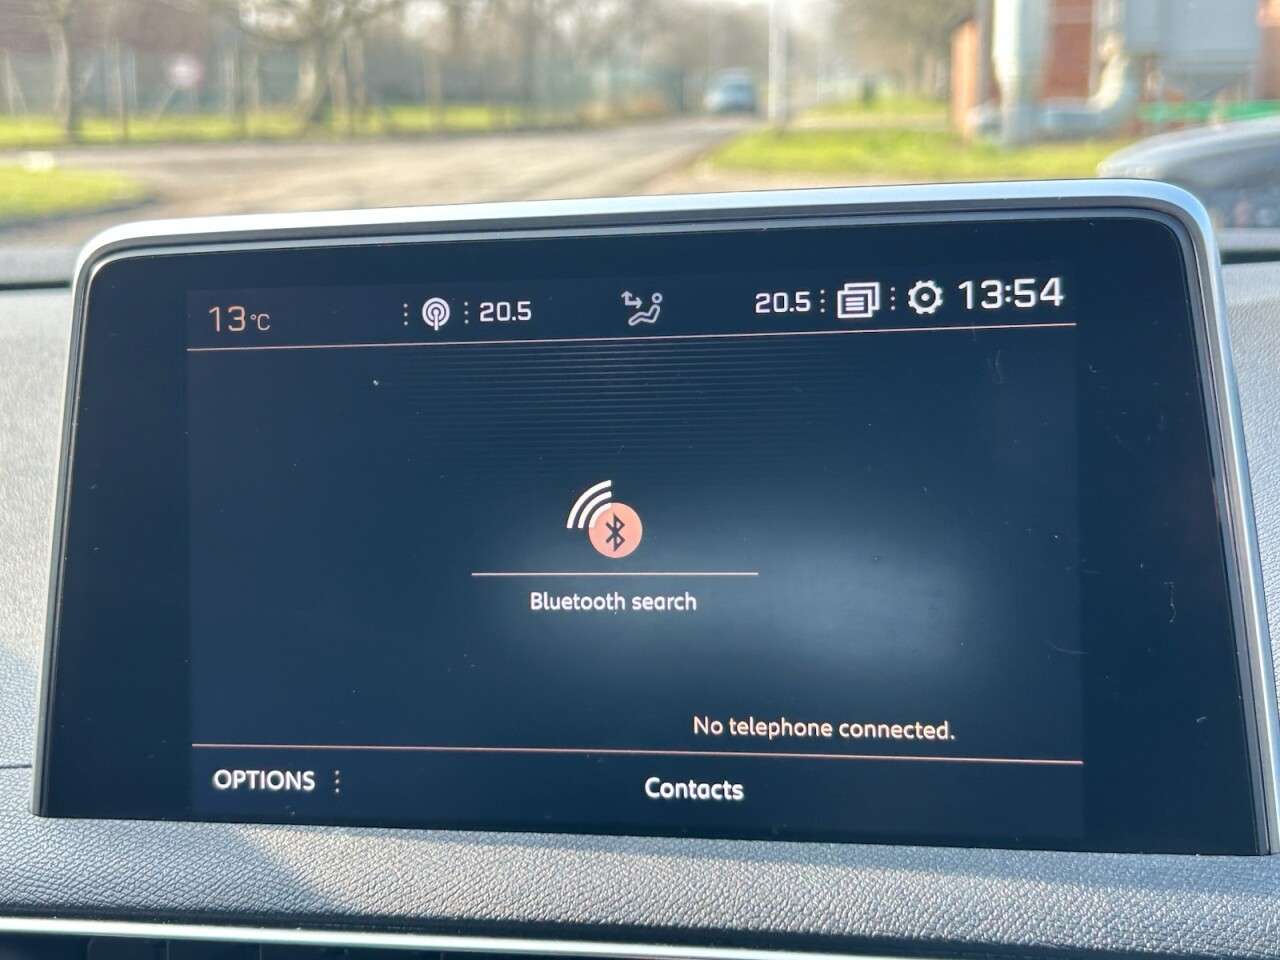 13°C 20.5 20.5 13:54
Bluetooth search
No telephone connected.
OPTIONS Contacts